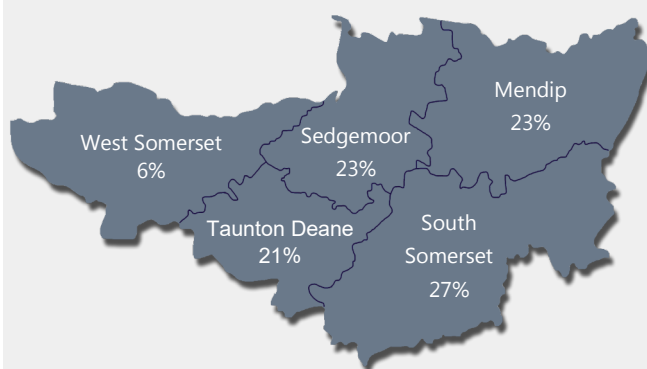 Mendip
23%
West Somerset
6%
Sedgemoor
23%
Taunton Deane
21%
South
Somerset
27%